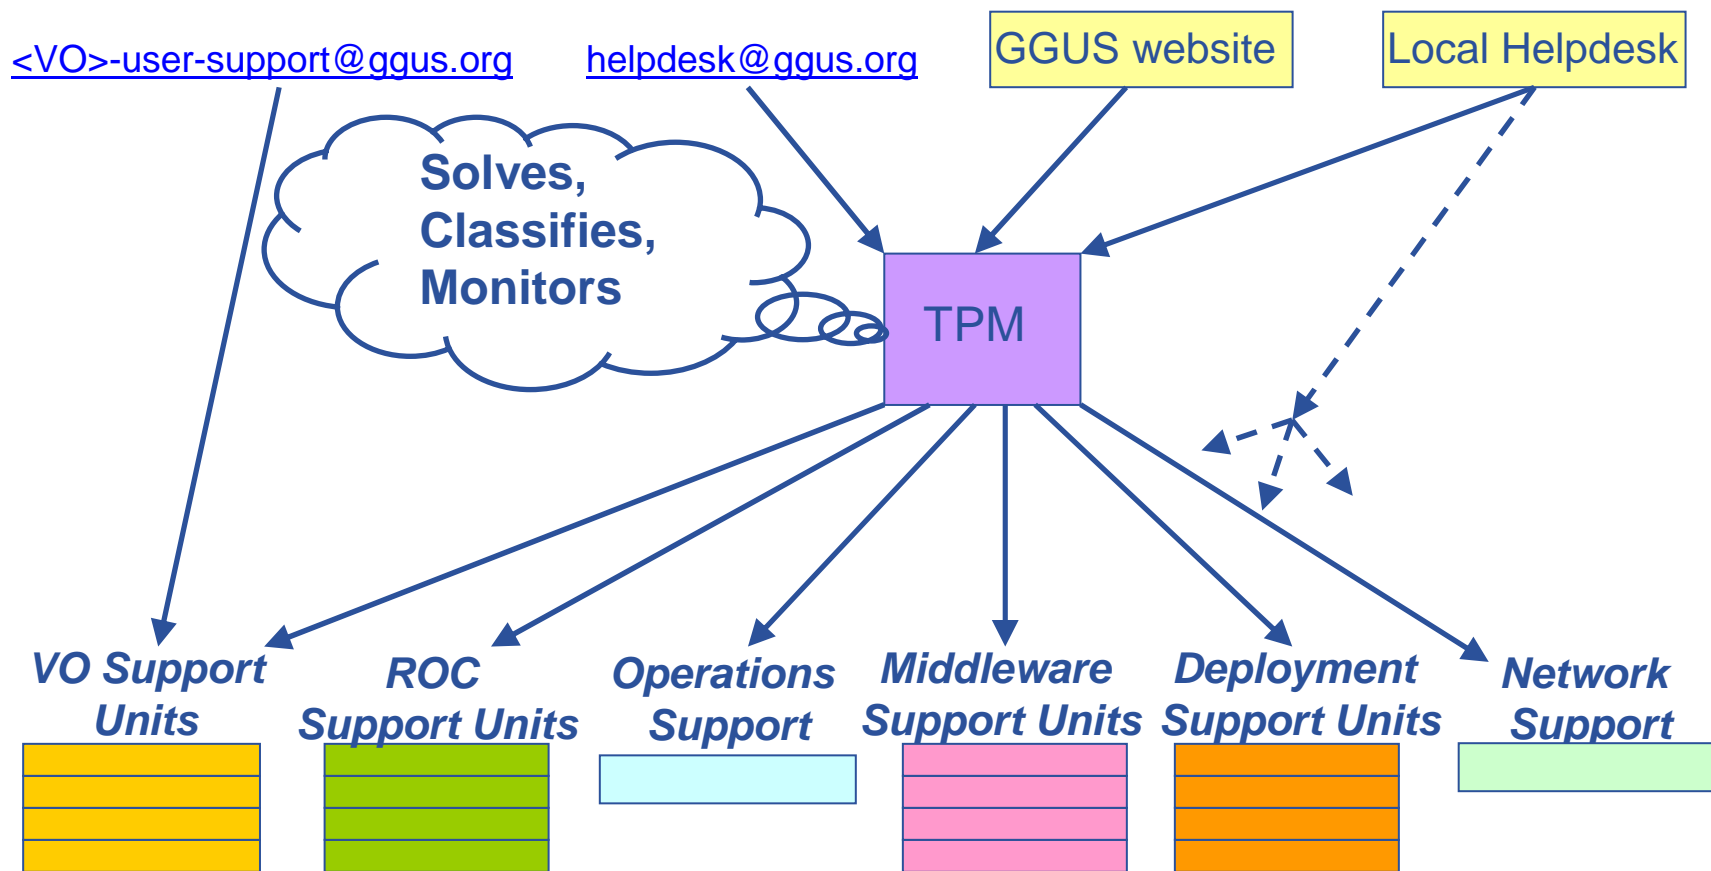 <VO>-user-support@ggus.org
helpdesk@ggus.org
GGUS website
Local Helpdesk
Solves,
Classifies,
Monitors
TPM
VO Support
Units
ROC
Support Units
Operations
Support
Middleware
Support Units
Deployment
Support Units
Network
Support